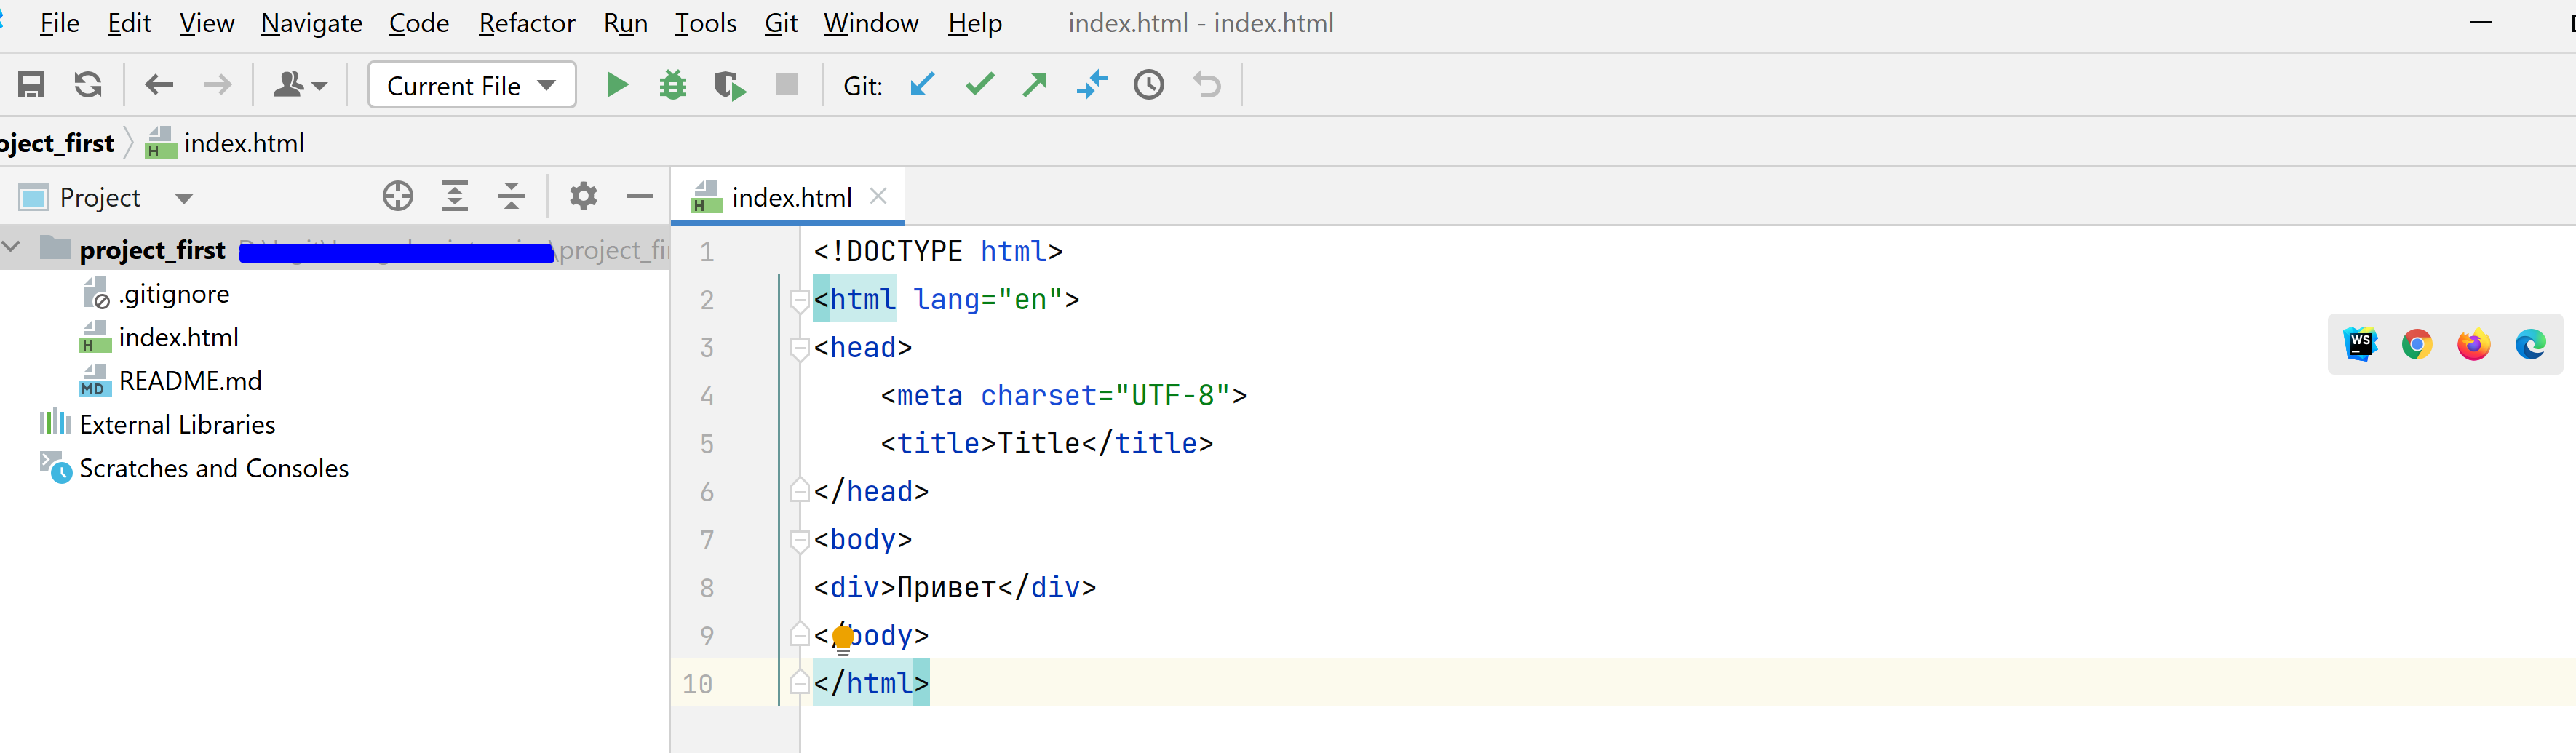 File Edit View Navigate Code Refactor Run Tools Git Window Help index.html - index.html
Current File Git:
oject_first index.html
Project
index.html
project_first \project_fi
.gitignore
index.html
README.md
External Libraries
Scratches and Consoles
1 <!DOCTYPE html>
2 <html lang="en">
3 <head>
4 <meta charset="UTF-8">
5 <title>Title</title>
6 </head>
7 <body>
8 <div>Привет</div>
9 </body>
10 </html>
WS